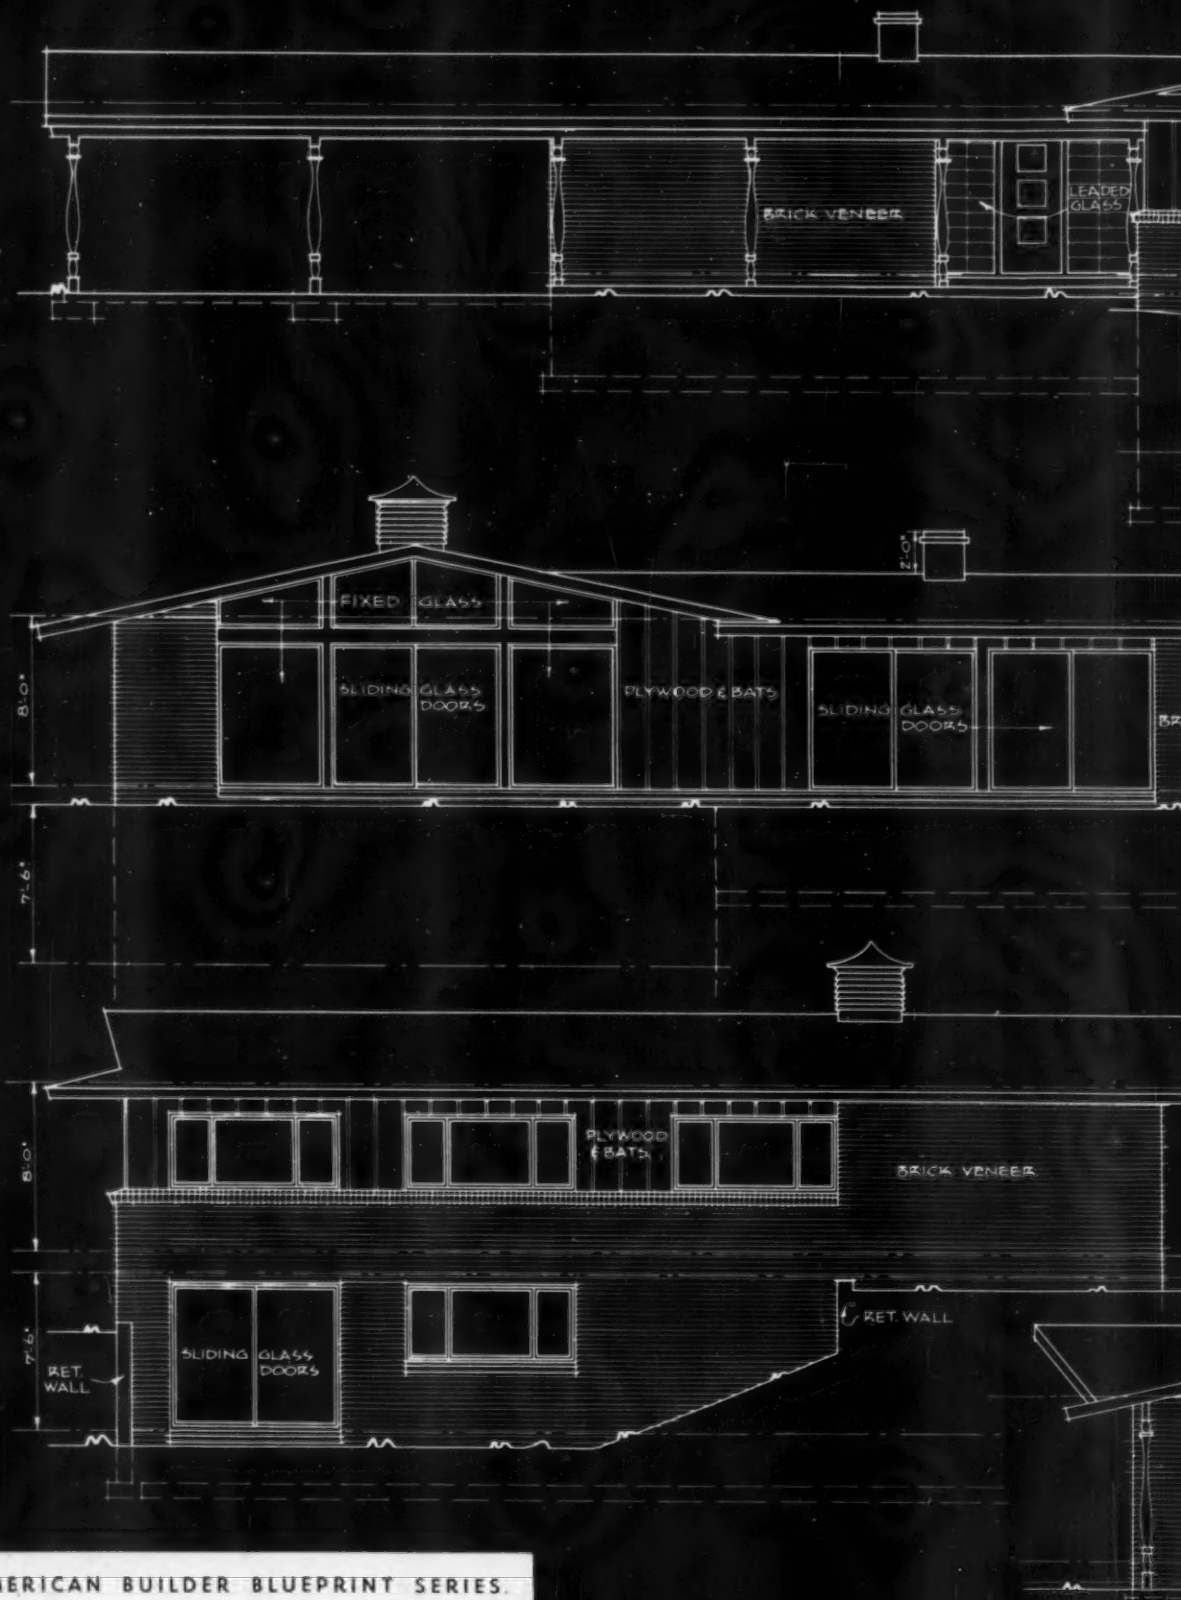 BRICK VENEER
LEADED
GLASS
2'-0"
FIXED GLASS
8'-0"
SLIDING GLASS
DOORS
PLYWOOD & BATS
SLIDING GLASS
DOORS
BR
7'-6"
8'-0"
PLYWOOD
& BATS
BRICK VENEER
7'-6"
RET. WALL
SLIDING GLASS
DOORS
RET.
WALL
MERICAN BUILDER BLUEPRINT SERIES.